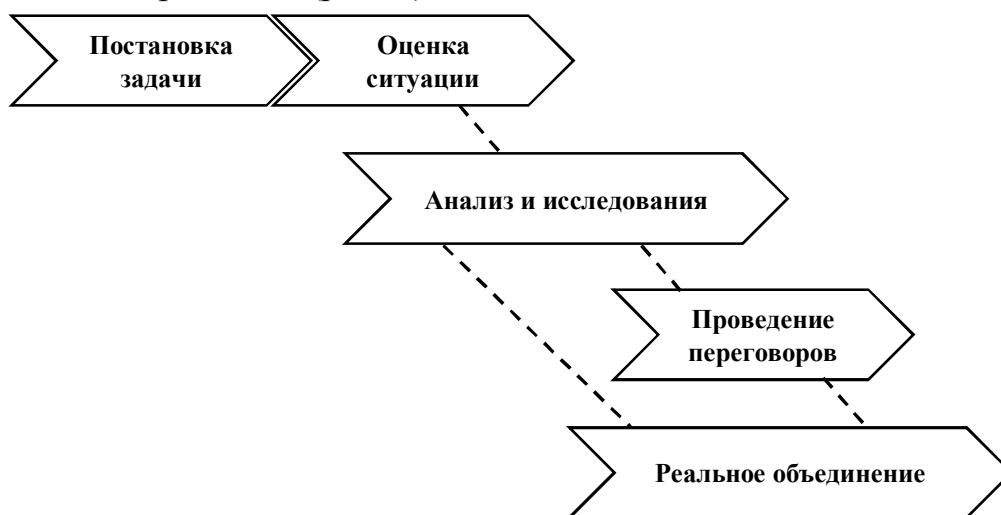 Постановка
задачи
Оценка
ситуации
Анализ и исследования
Проведение
переговоров
Реальное объединение